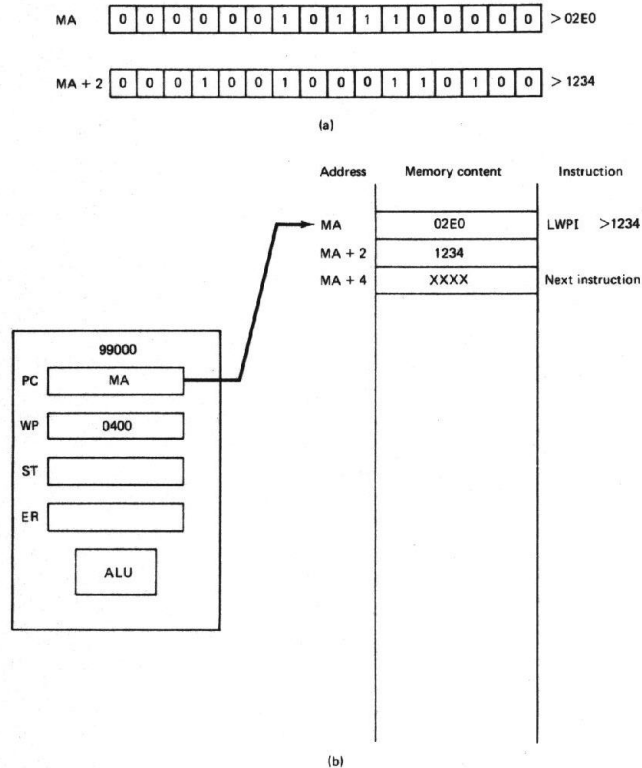 MA 0 0 0 0 0 0 1 0 1 1 1 0 0 0 0 0 >02E0
MA + 2 0 0 0 1 0 0 1 0 0 0 1 1 0 1 0 0 >1234
(a)
Address Memory content Instruction
MA 02E0 LWPI >1234
MA + 2 1234
MA + 4 XXXX Next instruction
99000
PC MA
WP 0400
ST
ER
ALU
(b)